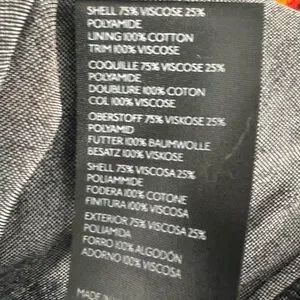 SHELL 75% VISCOSE 25%
POLYAMIDE
LINING 100% COTTON
TRIM 100% VISCOSE
COQUILLE 75% VISCOSE 25%
POLYAMIDE
DOUBLURE 100% COTON
COL 100% VISCOSE
OBERSTOFF 75% VISKOSE 25%
POLYAMID
FUTTER 100% BAUMWOLLE
BESATZ 100% VISKOSE
SHELL 75% VISCOSA 25%
POLIAMMIDE
FODERA 100% COTONE
FINITURA 100% VISCOSA
EXTERIOR 75% VISCOSA 25%
POLIAMIDA
FORRO 100% ALGODÓN
ADORNO 100% VISCOSA
MADE IN